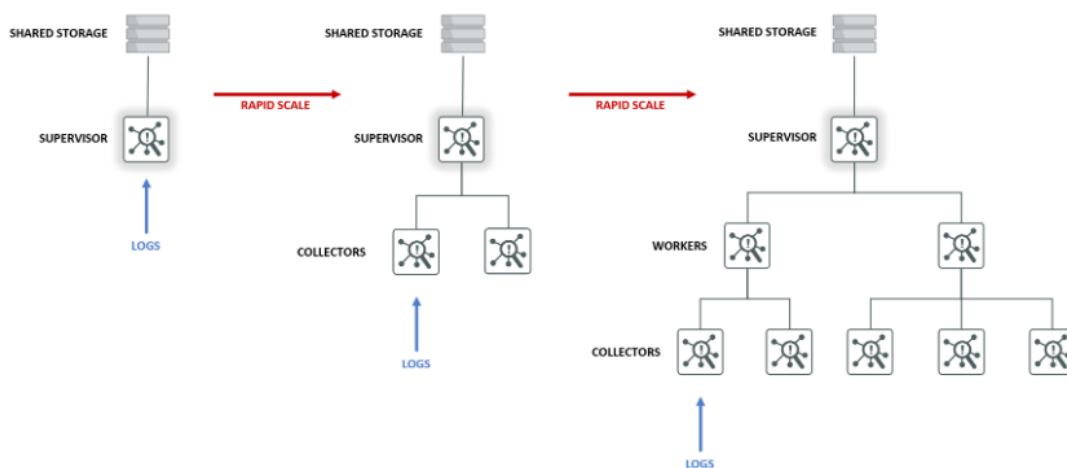 SHARED STORAGE
SUPERVISOR
LOGS
RAPID SCALE
SHARED STORAGE
SUPERVISOR
COLLECTORS
LOGS
RAPID SCALE
SHARED STORAGE
SUPERVISOR
WORKERS
COLLECTORS
LOGS